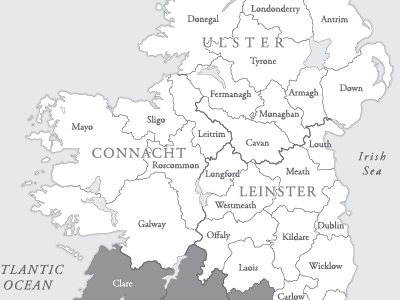 Londonderry
Donegal
Antrim
ULSTER
Tyrone
Fermanagh
Armagh
Down
Monaghan
Mayo
Sligo
Leitrim
Cavan
Louth
CONNACHT
Roscommon
Irish
Sea
Longford
Meath
LEINSTER
Westmeath
Galway
Dublin
Offaly
Kildare
TLANTIC
OCEAN
Laois
Wicklow
Clare
Carlow